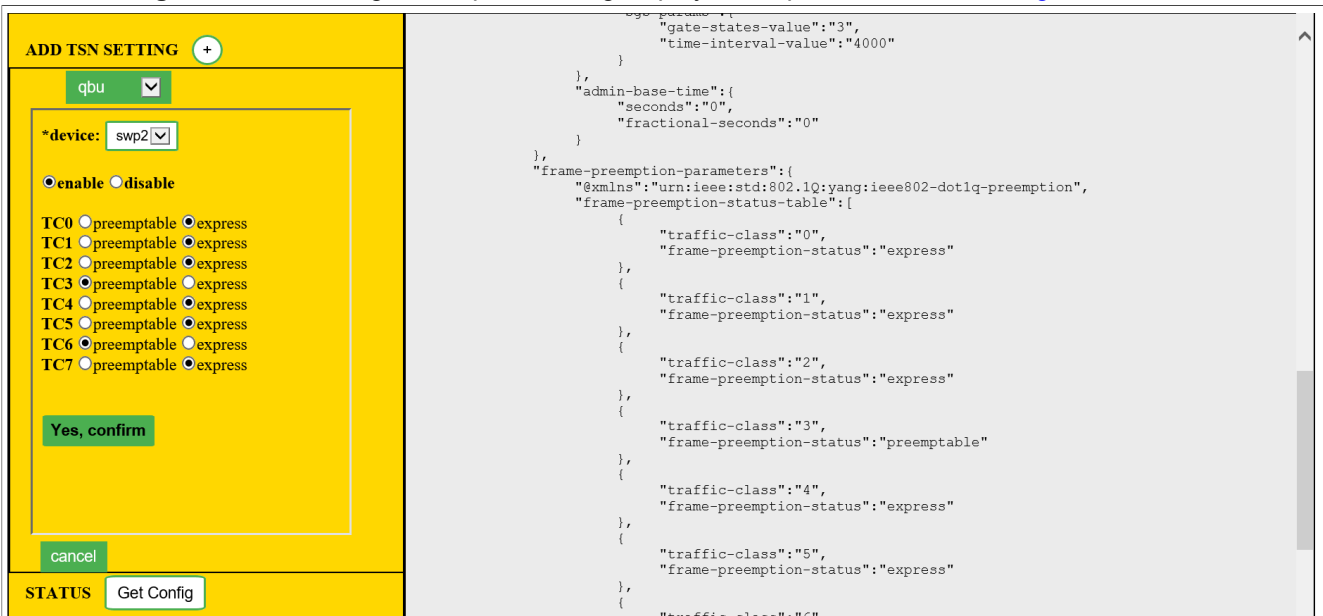 ADD TSN SETTING +
qbu
*device: swp2
enable disable
TC0 preemptable express
TC1 preemptable express
TC2 preemptable express
TC3 preemptable express
TC4 preemptable express
TC5 preemptable express
TC6 preemptable express
TC7 preemptable express
Yes, confirm
cancel
STATUS Get Config
"gate-states-value":"3",
"time-interval-value":"4000"
}
},
"admin-base-time":{
"seconds":"0",
"fractional-seconds":"0"
}
},
"frame-preemption-parameters":{
"@xmlns":"urn:ieee:std:802.1Q:yang:ieee802-dot1q-preemption",
"frame-preemption-status-table":[
{
"traffic-class":"0",
"frame-preemption-status":"express"
},
{
"traffic-class":"1",
"frame-preemption-status":"express"
},
{
"traffic-class":"2",
"frame-preemption-status":"express"
},
{
"traffic-class":"3",
"frame-preemption-status":"preemptable"
},
{
"traffic-class":"4",
"frame-preemption-status":"express"
},
{
"traffic-class":"5",
"frame-preemption-status":"express"
},
{
"traffic-class":"6",